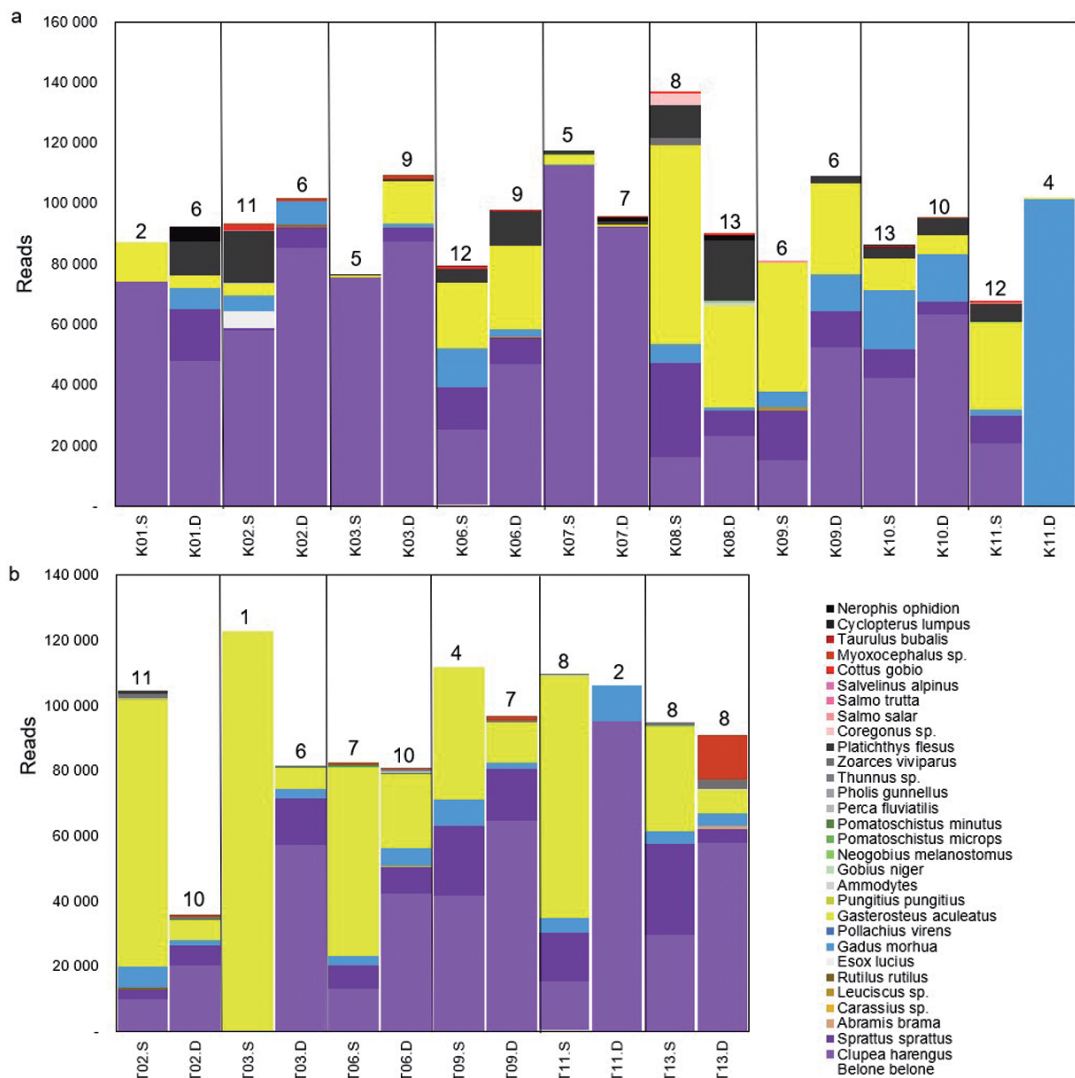 a
160 000
140 000
120 000
100 000
80 000
60 000
40 000
20 000
-
Reads
2
6
11
6
5
9
12
9
5
7
8
13
6
6
13
10
12
4
K01.S
K01.D
K02.S
K02.D
K03.S
K03.D
K06.S
K06.D
K07.S
K07.D
K08.S
K08.D
K09.S
K09.D
K10.S
K10.D
K11.S
K11.D
b
140 000
120 000
100 000
80 000
60 000
40 000
20 000
-
Reads
11
10
1
6
7
10
4
7
8
2
8
8
T02.S
T02.D
T03.S
T03.D
T06.S
T06.D
T09.S
T09.D
T11.S
T11.D
T13.S
T13.D
Nerophis ophidion
Cyclopterus lumpus
Taurulus bubalis
Myoxocephalus sp.
Cottus gobio
Salvelinus alpinus
Salmo trutta
Salmo salar
Coregonus sp.
Platichthys flesus
Zoarces viviparus
Thunnus sp.
Pholis gunnellus
Perca fluviatilis
Pomatoschistus minutus
Pomatoschistus microps
Neogobius melanostomus
Gobius niger
Ammodytes
Pungitius pungitius
Gasterosteus aculeatus
Pollachius virens
Gadus morhua
Esox lucius
Rutilus rutilus
Leuciscus sp.
Carassius sp.
Abramis brama
Sprattus sprattus
Clupea harengus
Belone belone